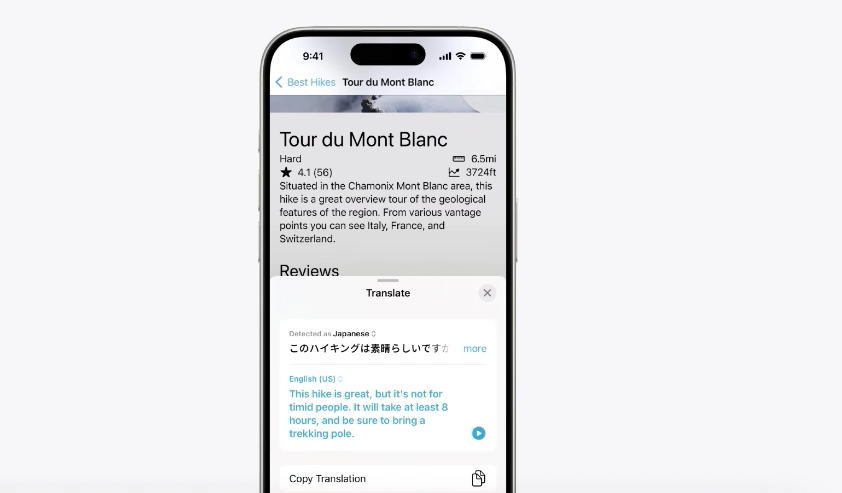 9:41
Best Hikes Tour du Mont Blanc
Tour du Mont Blanc
Hard 6.5mi
4.1 (56) 3724ft
Situated in the Chamonix Mont Blanc area, this
hike is a great overview tour of the geological
features of the region. From various vantage
points you can see Italy, France, and
Switzerland.
Reviews
Translate
Detected as Japanese
このハイキングは素晴らしいですが more
English (US)
This hike is great, but it's not for
timid people. It will take at least 8
hours, and be sure to bring a
trekking pole.
Copy Translation